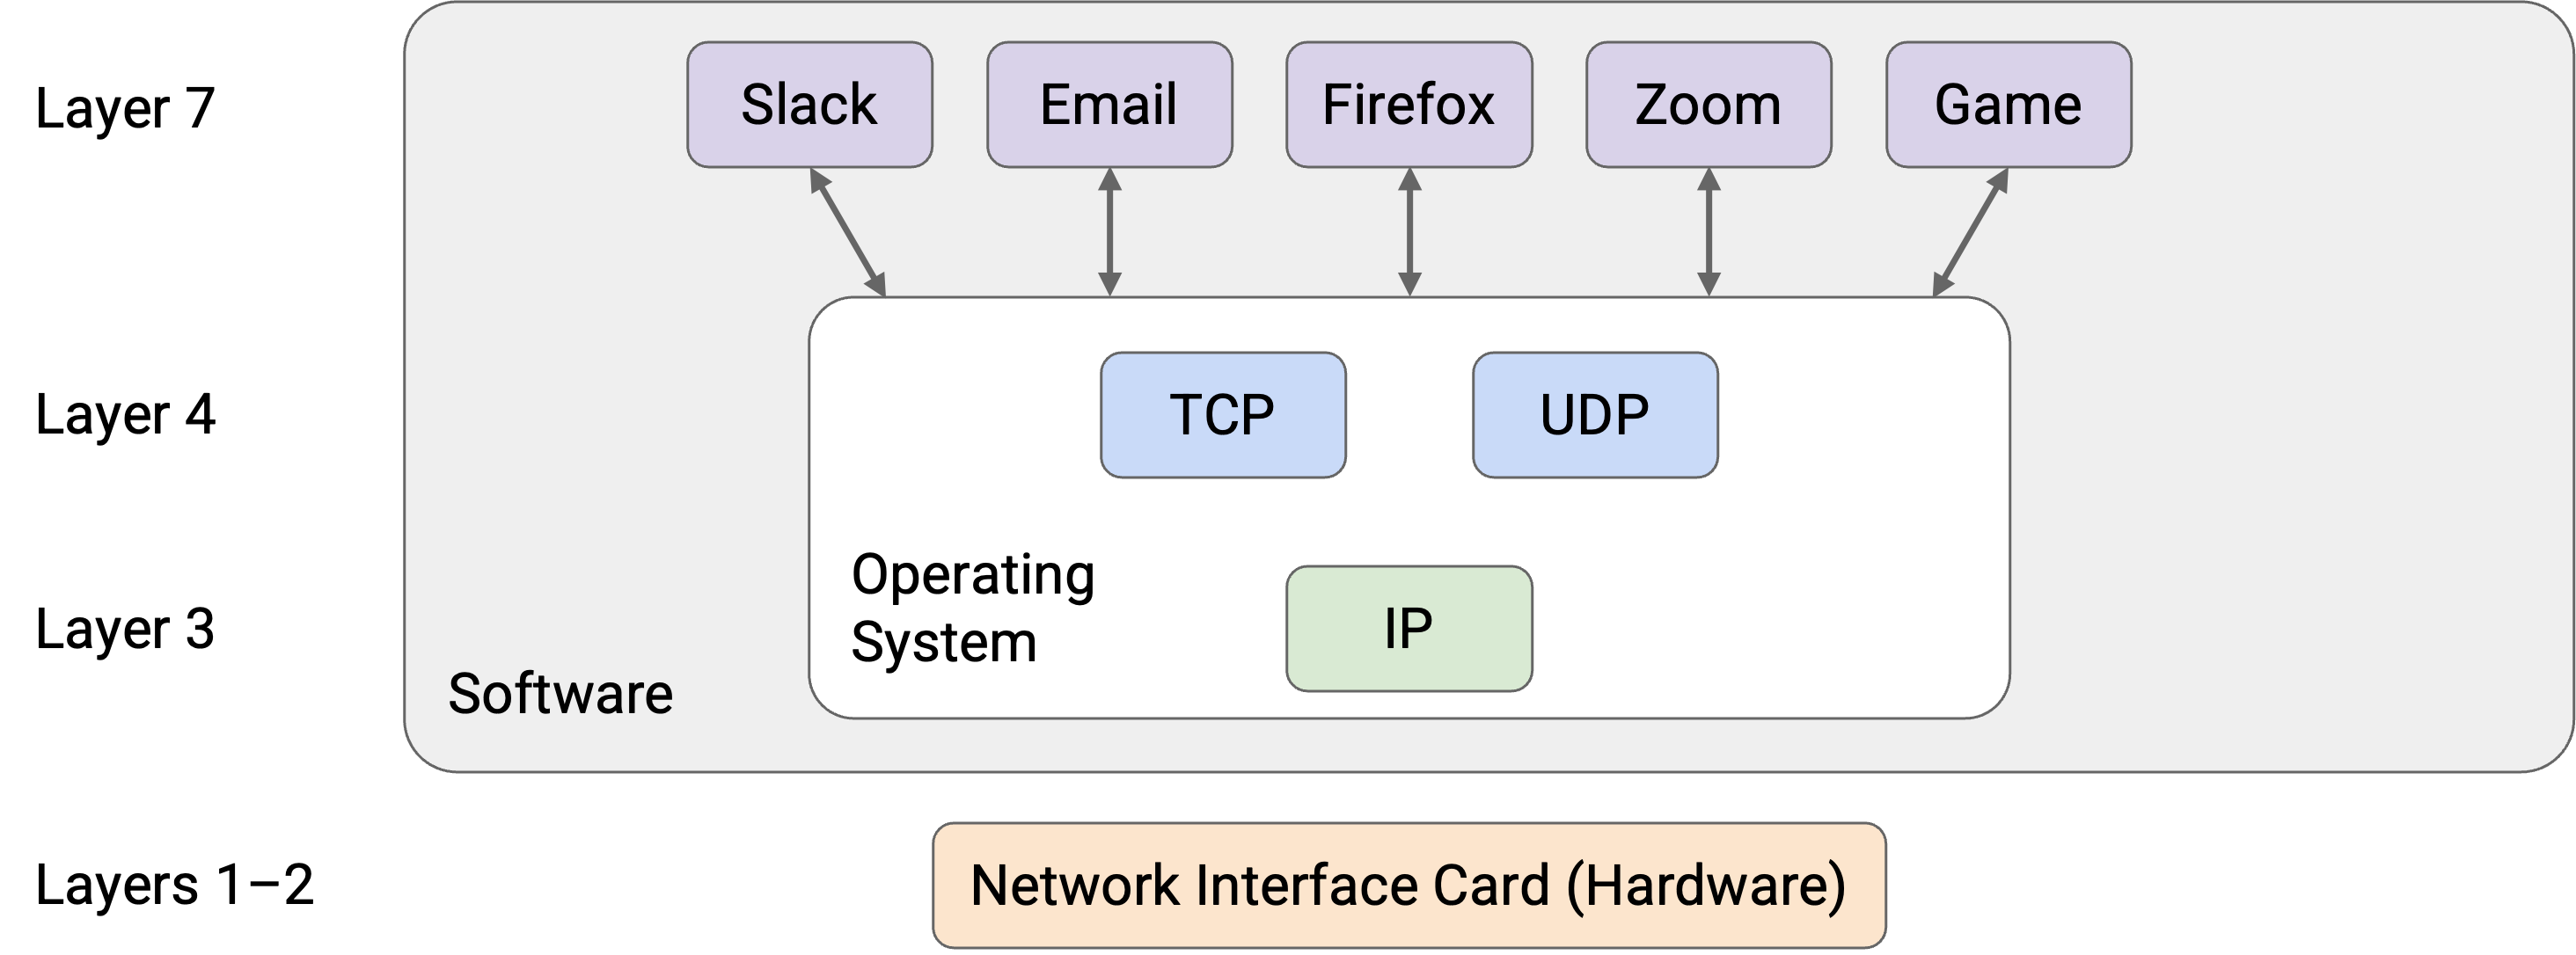 Layer 7
Slack
Email
Firefox
Zoom
Game
Layer 4
TCP
UDP
Layer 3
Operating
System
IP
Software
Layers 1–2
Network Interface Card (Hardware)